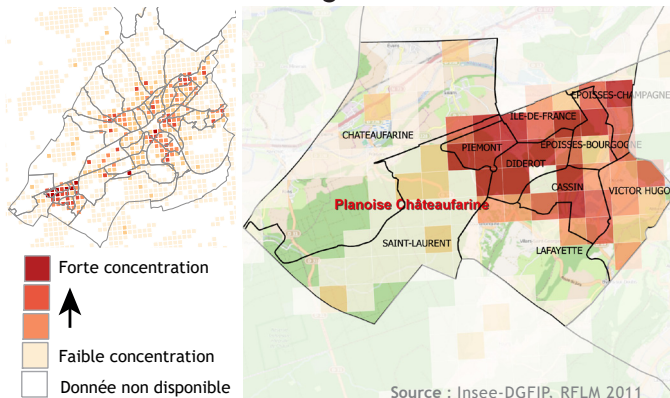 CHATEAUFARINE
EPOISSES-CHAMPAGNE
ILE-DE-FRANCE
PIEMONT
EPOISSES-BOURGOGNE
DIDEROT
CASSIN
VICTOR HUGO
Planoise Châteaufarine
SAINT-LAURENT
LAFAYETTE
Forte concentration
Faible concentration
Donnée non disponible
Source : Insee-DGFIP, RFLM 2011